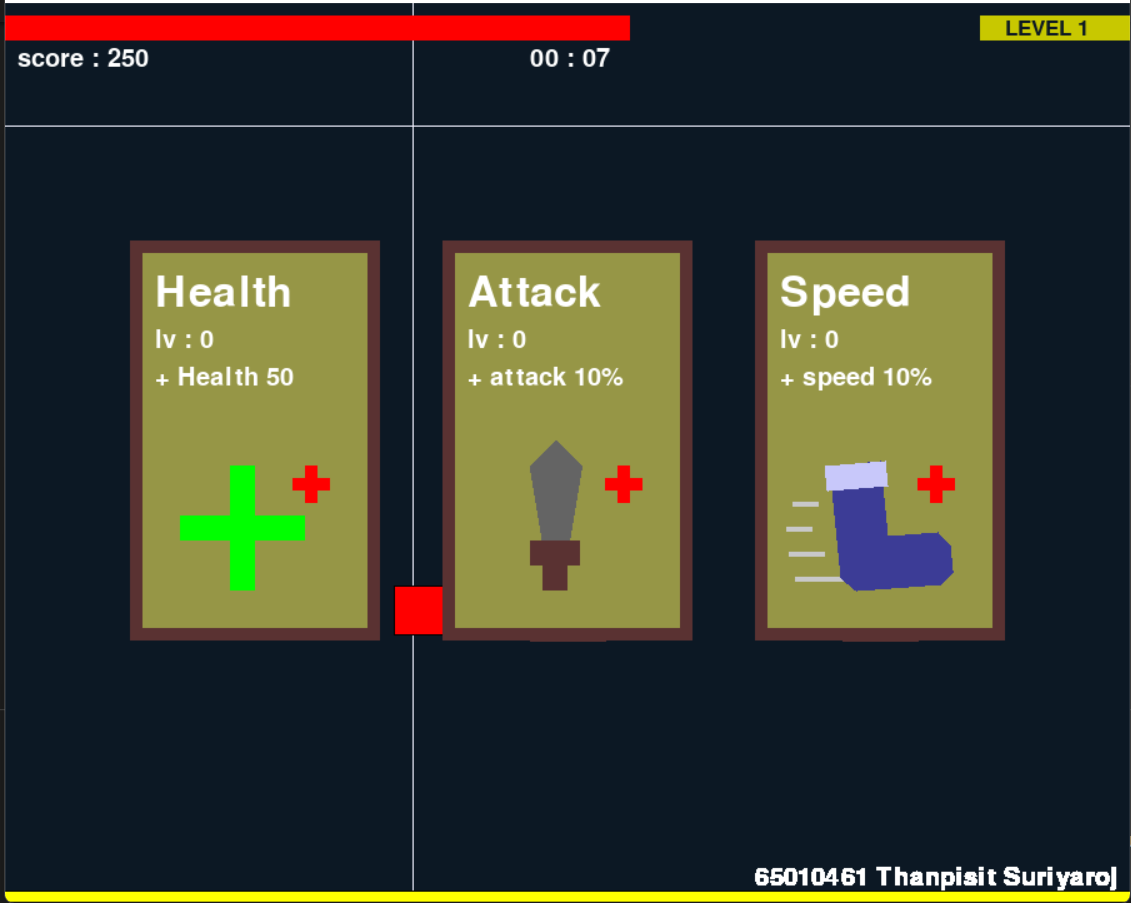 LEVEL 1
score : 250
00 : 07
Health
lv : 0
+ Health 50
Attack
lv : 0
+ attack 10%
Speed
lv : 0
+ speed 10%
65010461 Thanpisit Suriyaroj